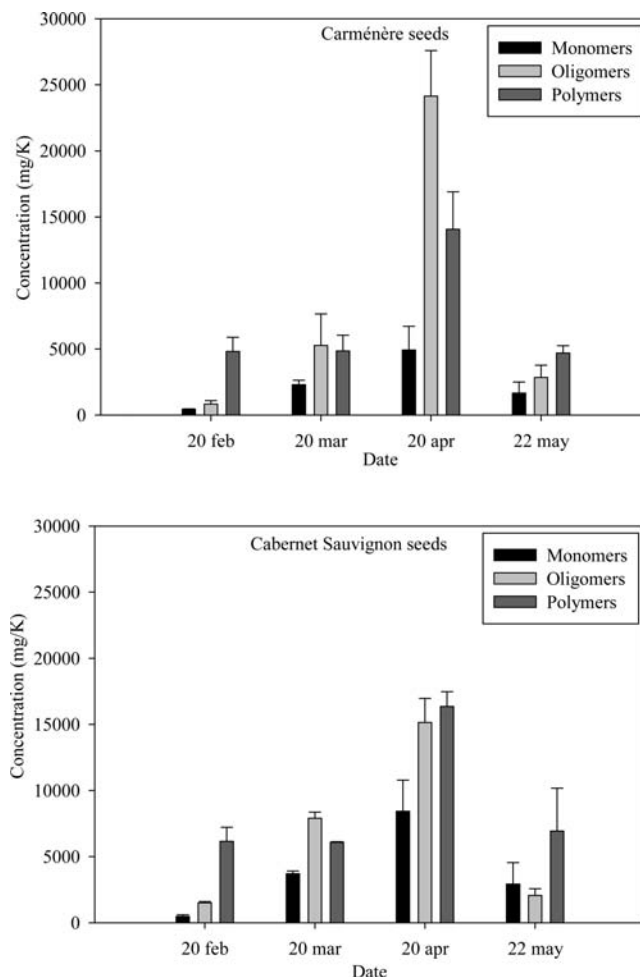 Carménère seeds
Monomers
Oligomers
Polymers
Concentration (mg/K)
30000
25000
20000
15000
10000
5000
0
20 feb
20 mar
20 apr
22 may
Date
Cabernet Sauvignon seeds
Monomers
Oligomers
Polymers
Concentration (mg/K)
30000
25000
20000
15000
10000
5000
0
20 feb
20 mar
20 apr
22 may
Date